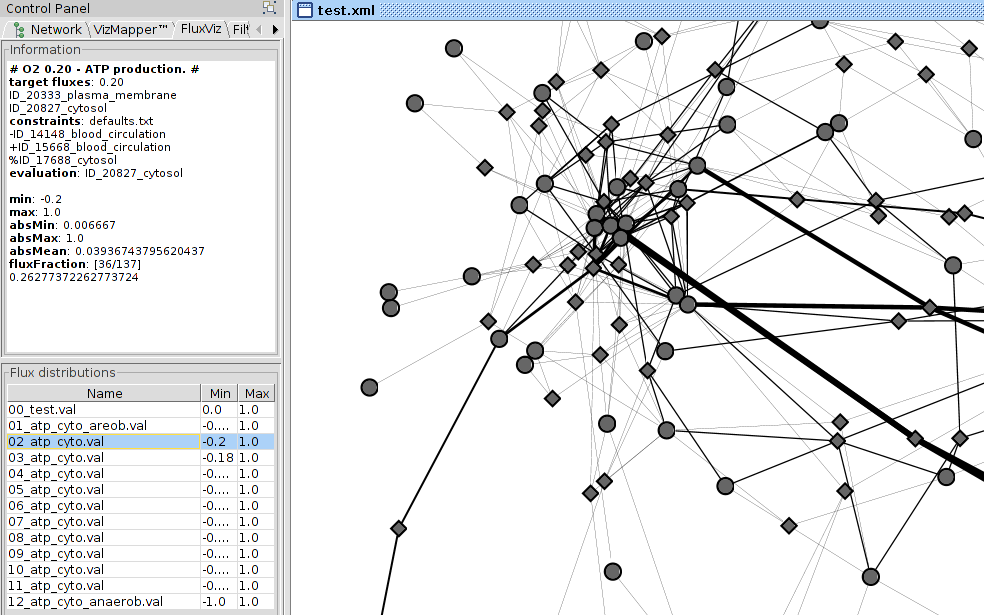 Control Panel
Network
VizMapper™
FluxViz
Filt
Information
# O2 0.20 - ATP production. #
target fluxes: 0.20
ID_20333_plasma_membrane
ID_20827_cytosol
constraints: defaults.txt
-ID_14148_blood_circulation
+ID_15668_blood_circulation
%ID_17688_cytosol
evaluation: ID_20827_cytosol
min: -0.2
max: 1.0
absMin: 0.006667
absMax: 1.0
absMean: 0.03936743795620437
fluxFraction: [36/137]
0.26277372262773724
Flux distributions
Name Min Max
00_test.val 0.0 1.0
01_atp_cyto_areob.val -0.... 1.0
02_atp_cyto.val -0.2 1.0
03_atp_cyto.val -0.18 1.0
04_atp_cyto.val -0.... 1.0
05_atp_cyto.val -0.... 1.0
06_atp_cyto.val -0.... 1.0
07_atp_cyto.val -0.... 1.0
08_atp_cyto.val -0.... 1.0
09_atp_cyto.val -0.... 1.0
10_atp_cyto.val -0.... 1.0
11_atp_cyto.val -0.... 1.0
12_atp_cyto_anaerob.val -1.0 1.0
test.xml